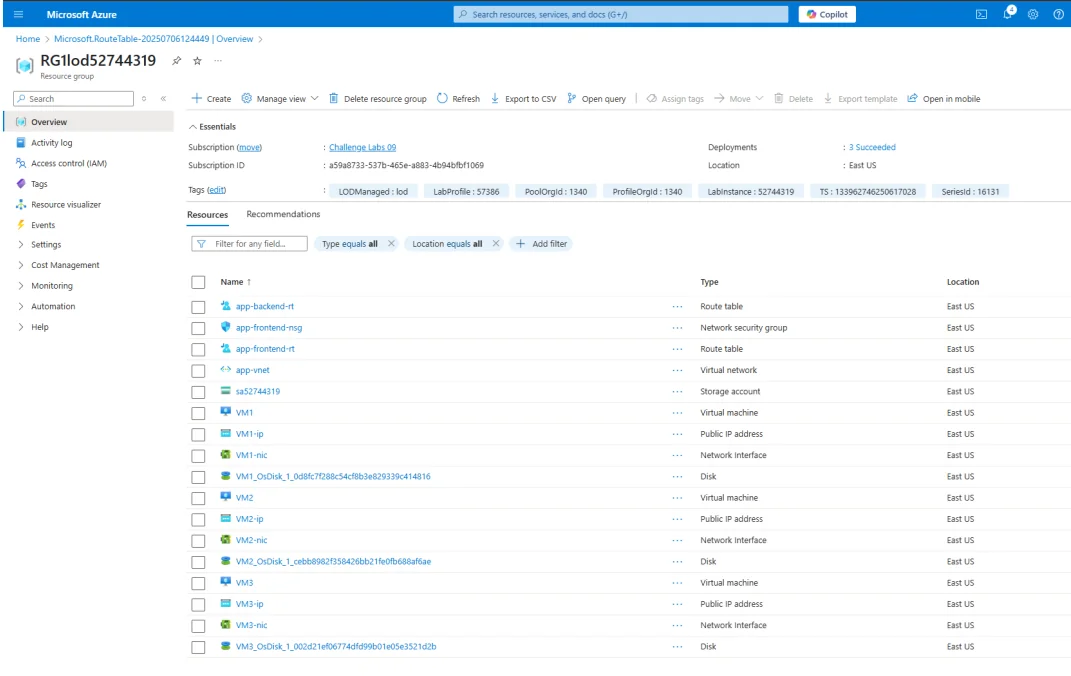 Microsoft Azure
Search resources, services, and docs (G+/)
Copilot
4
Home > Microsoft.RouteTable-20250706124449 | Overview >
RG1lod52744319
Resource group
Search
Create Manage view Delete resource group Refresh Export to CSV Open query Assign tags Move Delete Export template Open in mobile
Overview
Activity log
Access control (IAM)
Tags
Resource visualizer
Events
Settings
Cost Management
Monitoring
Automation
Help
Essentials
Subscription (move) : Challenge Labs 09
Subscription ID : a59a8733-537b-465e-a883-4b94bfbf1069
Deployments : 3 Succeeded
Location : East US
Tags (edit) : LODManaged : lod LabProfile : 57386 PoolOrgId : 1340 ProfileOrgId : 1340 LabInstance : 52744319 TS : 133962746250617028 SeriesId : 16131
Resources Recommendations
Filter for any field... Type equals all Location equals all Add filter
Name ↑ Type Location
app-backend-rt ... Route table East US
app-frontend-nsg ... Network security group East US
app-frontend-rt ... Route table East US
app-vnet ... Virtual network East US
sa52744319 ... Storage account East US
VM1 ... Virtual machine East US
VM1-ip ... Public IP address East US
VM1-nic ... Network Interface East US
VM1_OsDisk_1_0d8fc7f288c54cf8b3e829339c414816 ... Disk East US
VM2 ... Virtual machine East US
VM2-ip ... Public IP address East US
VM2-nic ... Network Interface East US
VM2_OsDisk_1_cebb8982f358426bb21fe0fb688af6ae ... Disk East US
VM3 ... Virtual machine East US
VM3-ip ... Public IP address East US
VM3-nic ... Network Interface East US
VM3_OsDisk_1_002d21ef06774dfd99b01e05e3521d2b ... Disk East US